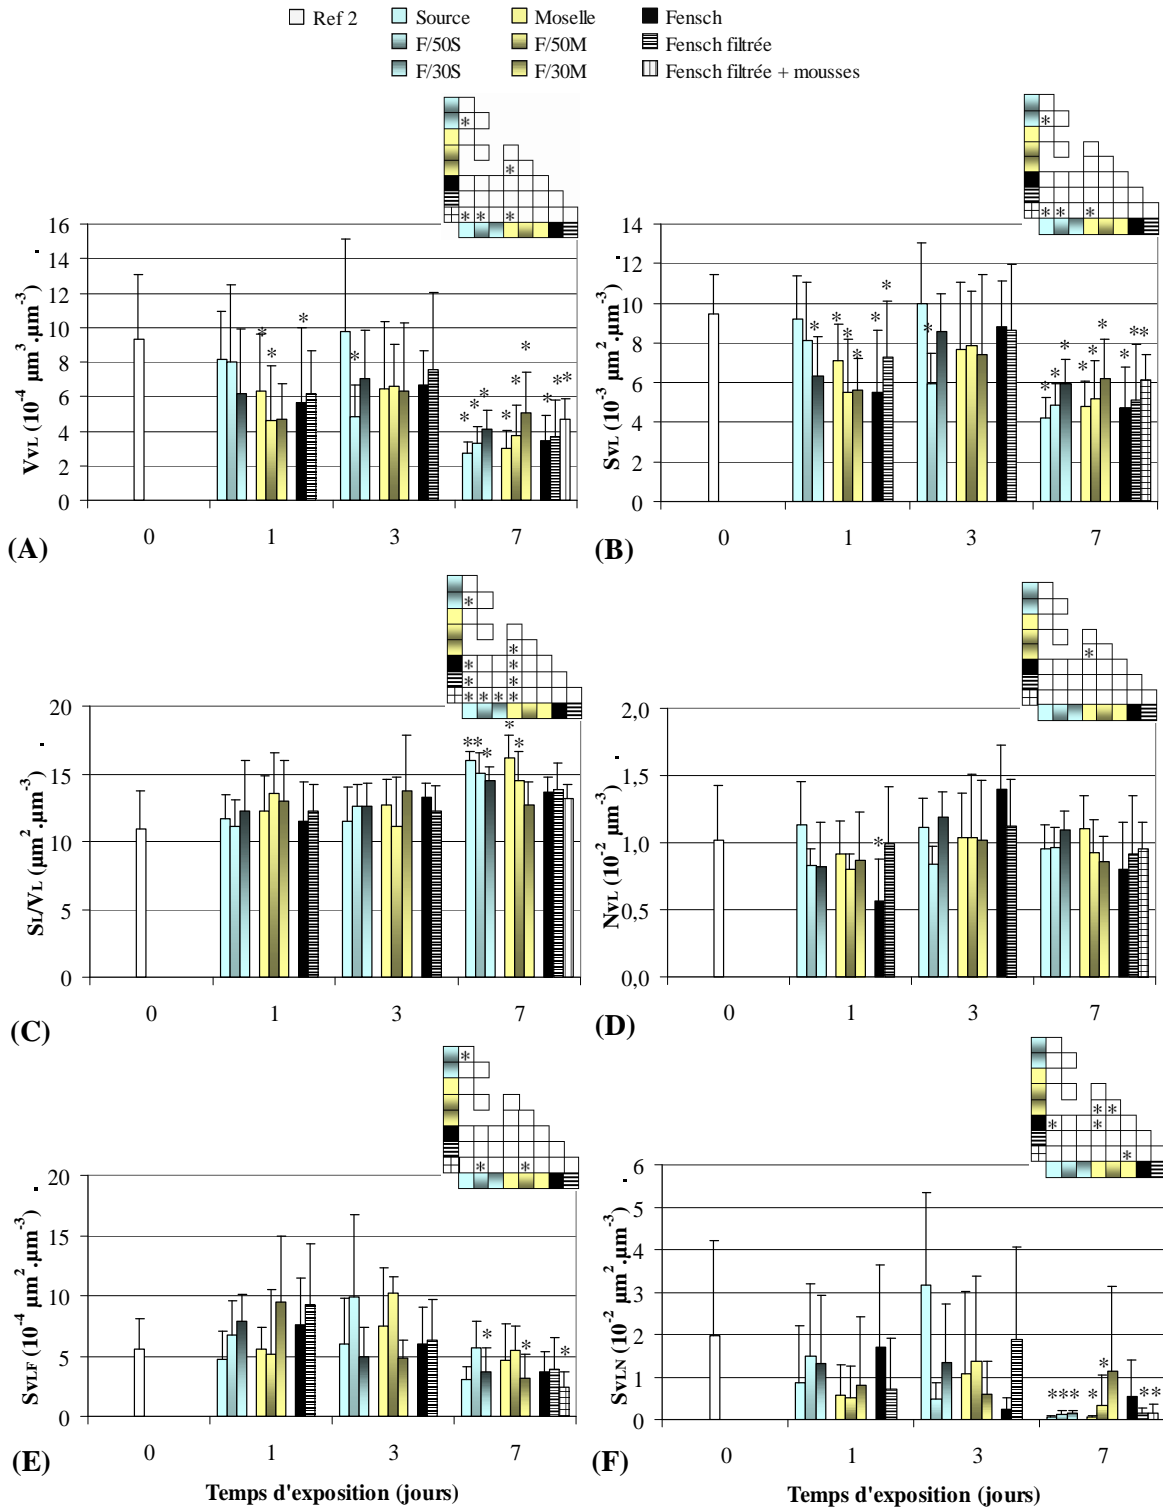 Ref 2 Source Moselle Fensch
F/50S F/50M Fensch filtrée
F/30S F/30M Fensch filtrée + mousses
VVL (10⁻⁴ µm³.µm⁻³)
16
14
12
10
8
6
4
2
0
0 1 3 7
(A)
SVL (10⁻³ µm².µm⁻³)
14
12
10
8
6
4
2
0
0 1 3 7
(B)
SL/VL (µm².µm⁻³)
20
15
10
5
0
0 1 3 7
(C)
NVL (10⁻² µm⁻³)
2,0
1,5
1,0
0,5
0,0
0 1 3 7
(D)
SVLF (10⁻⁴ µm².µm⁻³)
20
15
10
5
0
0 1 3 7
(E)
Temps d'exposition (jours)
SVLN (10⁻² µm².µm⁻³)
6
5
4
3
2
1
0
0 1 3 7
(F)
Temps d'exposition (jours)